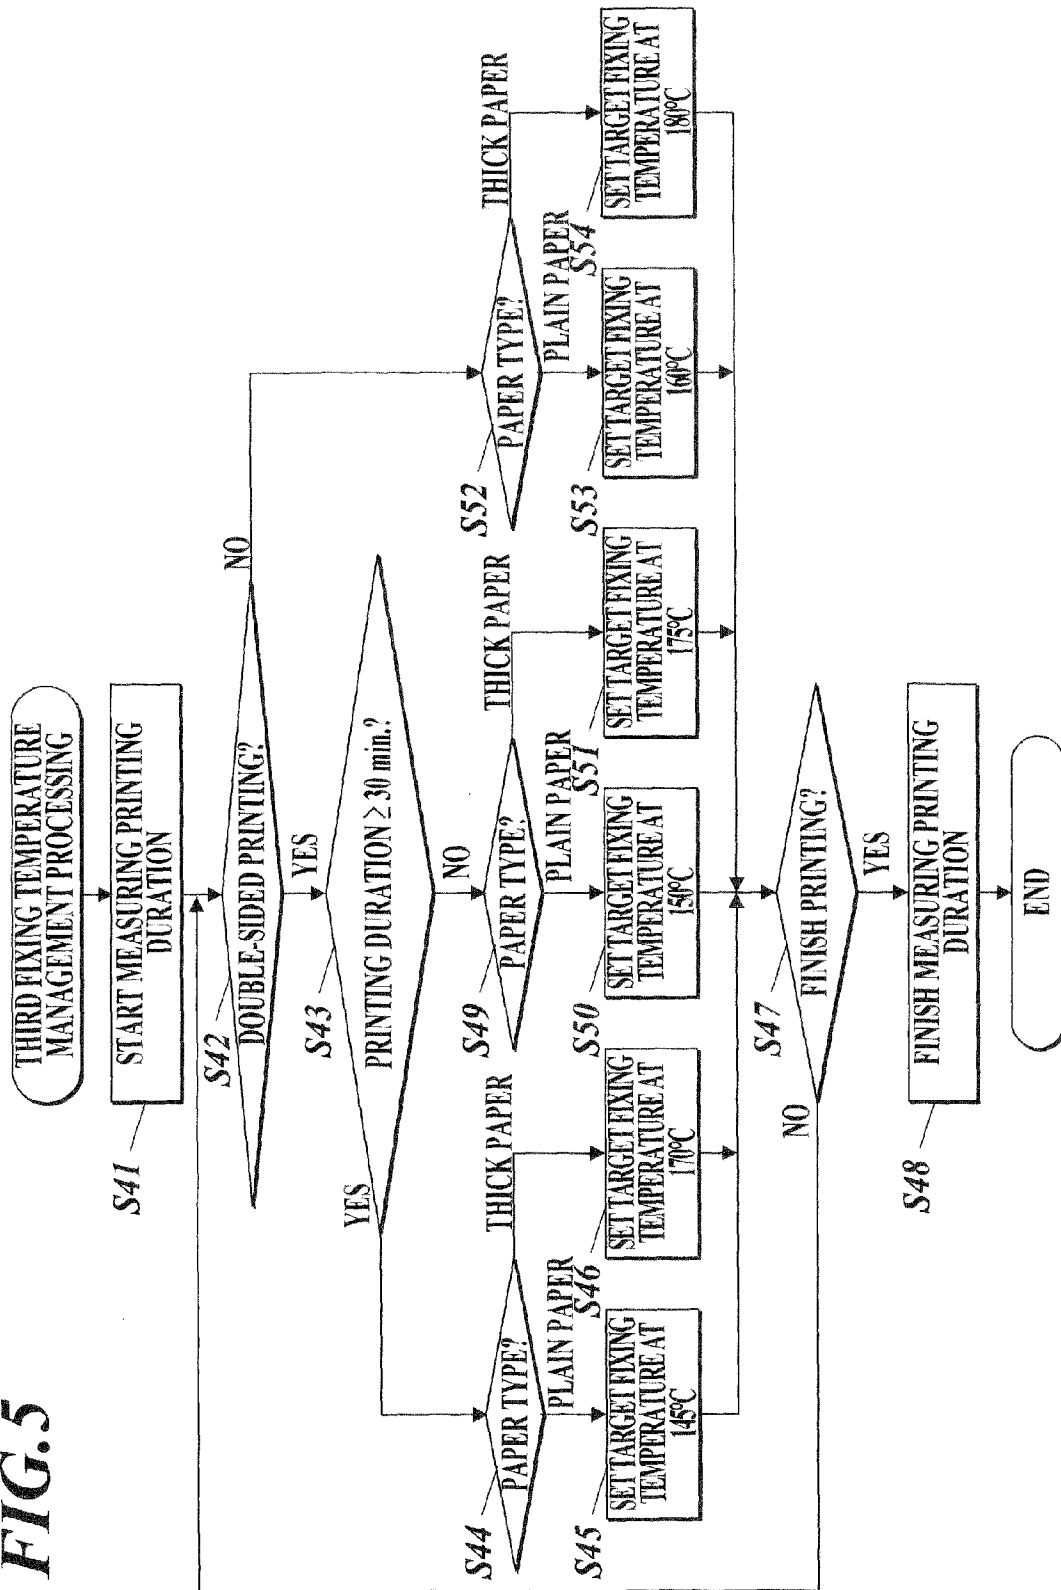 FIG.5
THIRD FIXING TEMPERATURE
MANAGEMENT PROCESSING
S41
START MEASURING PRINTING
DURATION
S42
DOUBLE-SIDED PRINTING?
NO
YES
S43
PRINTING DURATION ≥ 30 min.?
YES
NO
S44
PAPER TYPE?
THICK PAPER
PLAIN PAPER
S49
PAPER TYPE?
THICK PAPER
PLAIN PAPER
S52
PAPER TYPE?
THICK PAPER
PLAIN PAPER
S45
SET TARGET FIXING
TEMPERATURE AT
145°C
S46
SET TARGET FIXING
TEMPERATURE AT
170°C
S50
SET TARGET FIXING
TEMPERATURE AT
150°C
S51
SET TARGET FIXING
TEMPERATURE AT
175°C
S53
SET TARGET FIXING
TEMPERATURE AT
160°C
S54
SET TARGET FIXING
TEMPERATURE AT
180°C
S47
FINISH PRINTING?
NO
YES
S48
FINISH MEASURING PRINTING
DURATION
END